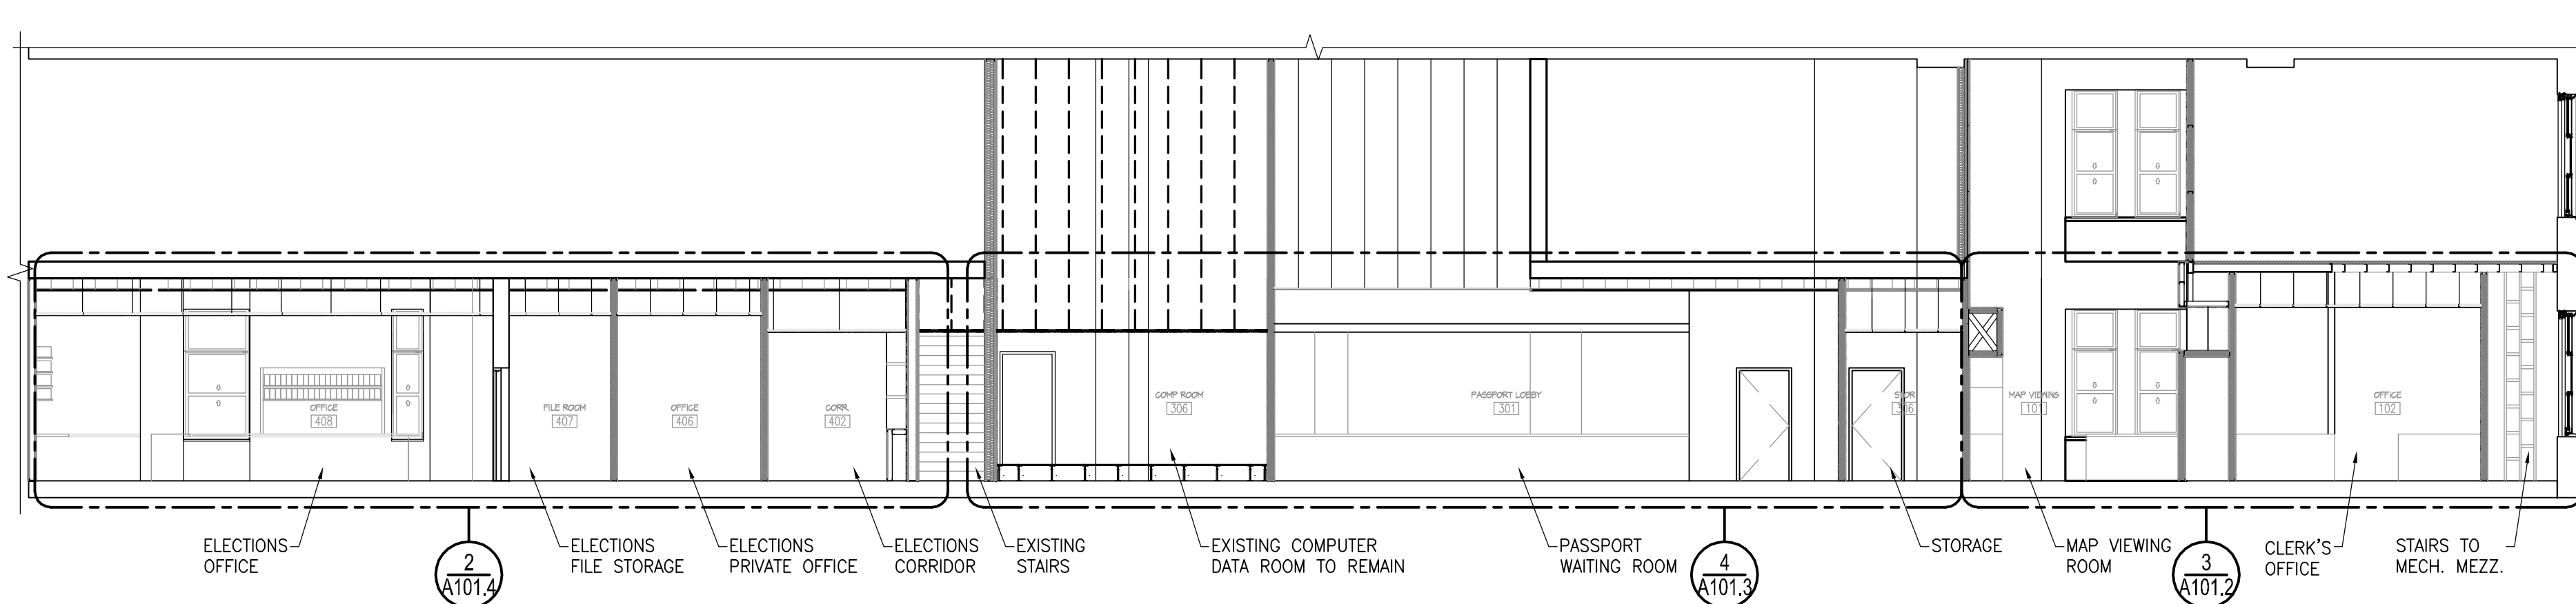 OFFICE
408
FILE ROOM
407
OFFICE
406
CORR.
402
COMP ROOM
306
PASSPORT LOBBY
301
STOR
306
MAP VIEWING
101
OFFICE
102
ELECTIONS
OFFICE
2
A101.4
ELECTIONS
FILE STORAGE
ELECTIONS
PRIVATE OFFICE
ELECTIONS
CORRIDOR
EXISTING
STAIRS
EXISTING COMPUTER
DATA ROOM TO REMAIN
PASSPORT
WAITING ROOM
4
A101.3
STORAGE
MAP VIEWING
ROOM
3
A101.2
CLERK'S
OFFICE
STAIRS TO
MECH. MEZZ.